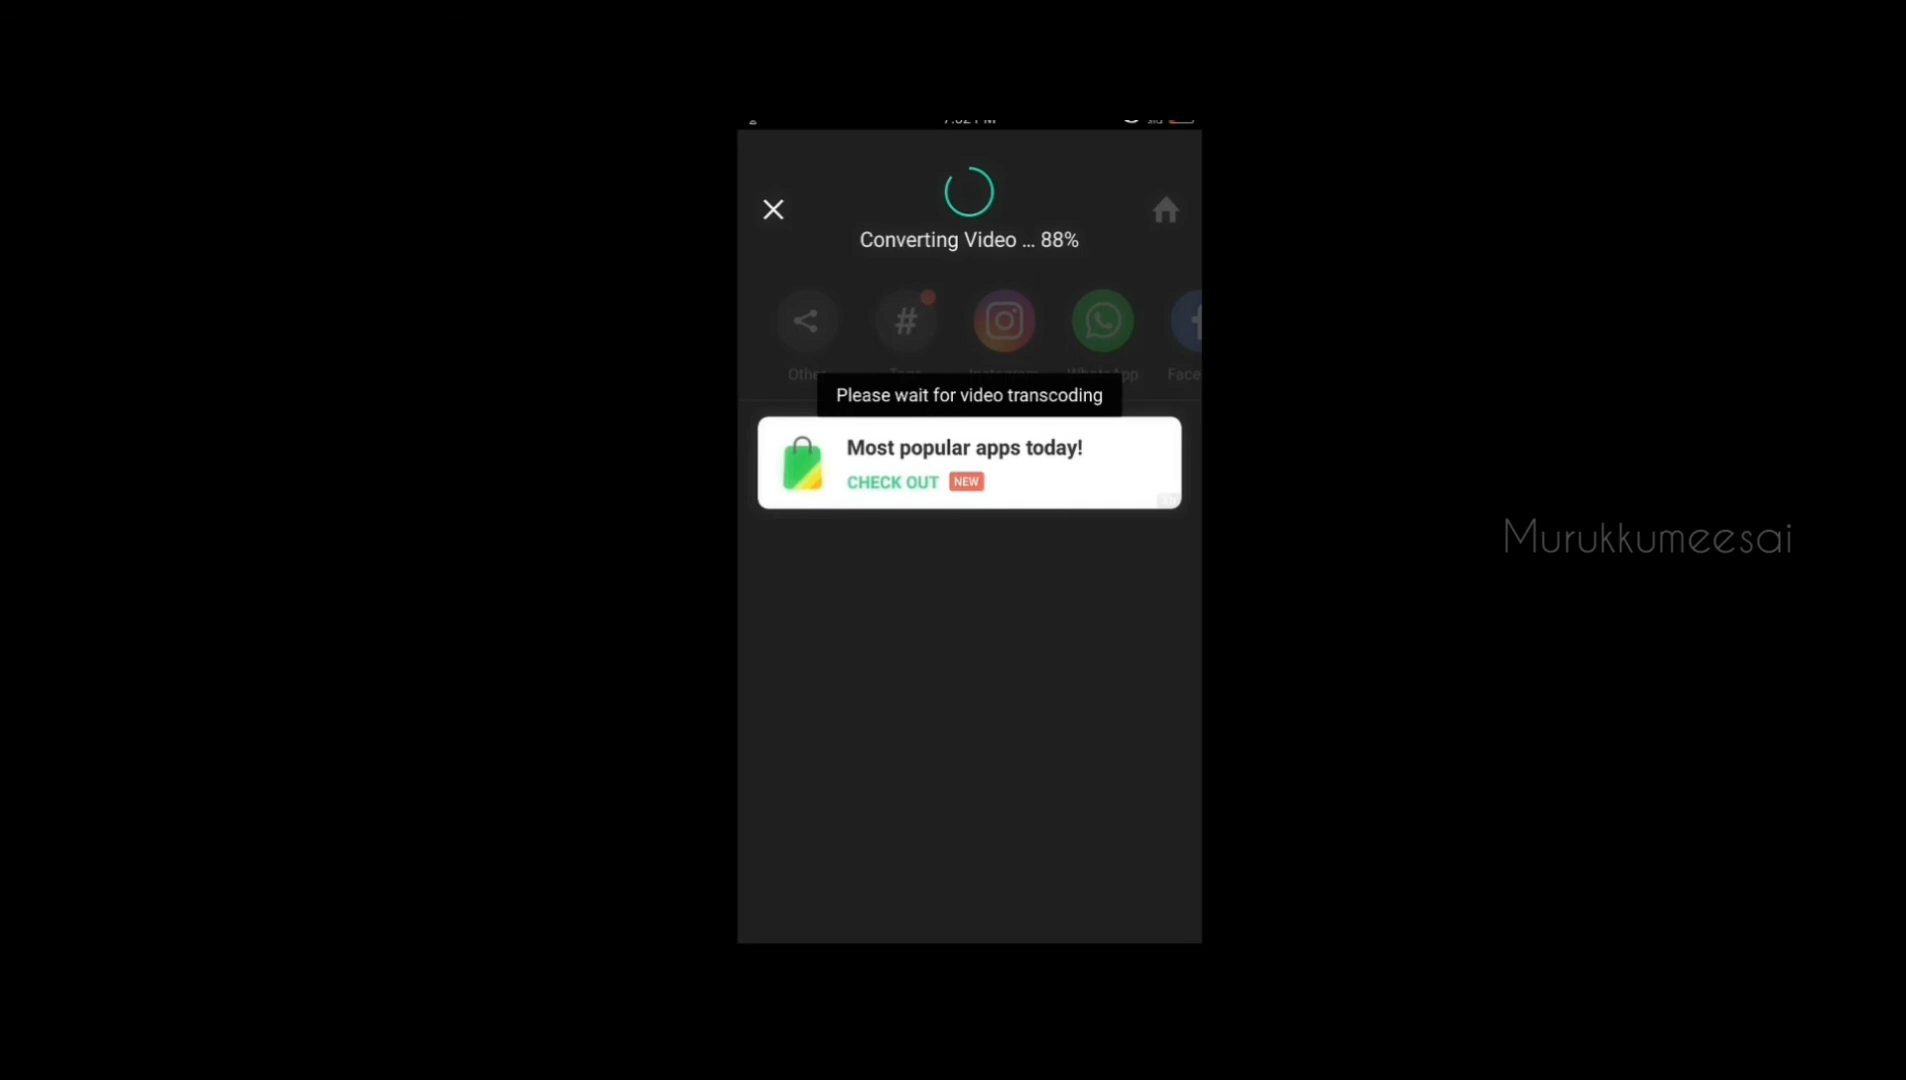 Converting Video ... 88%
#
Please wait for video transcoding
Most popular apps today!
CHECK OUT NEW
Murukkumeesai